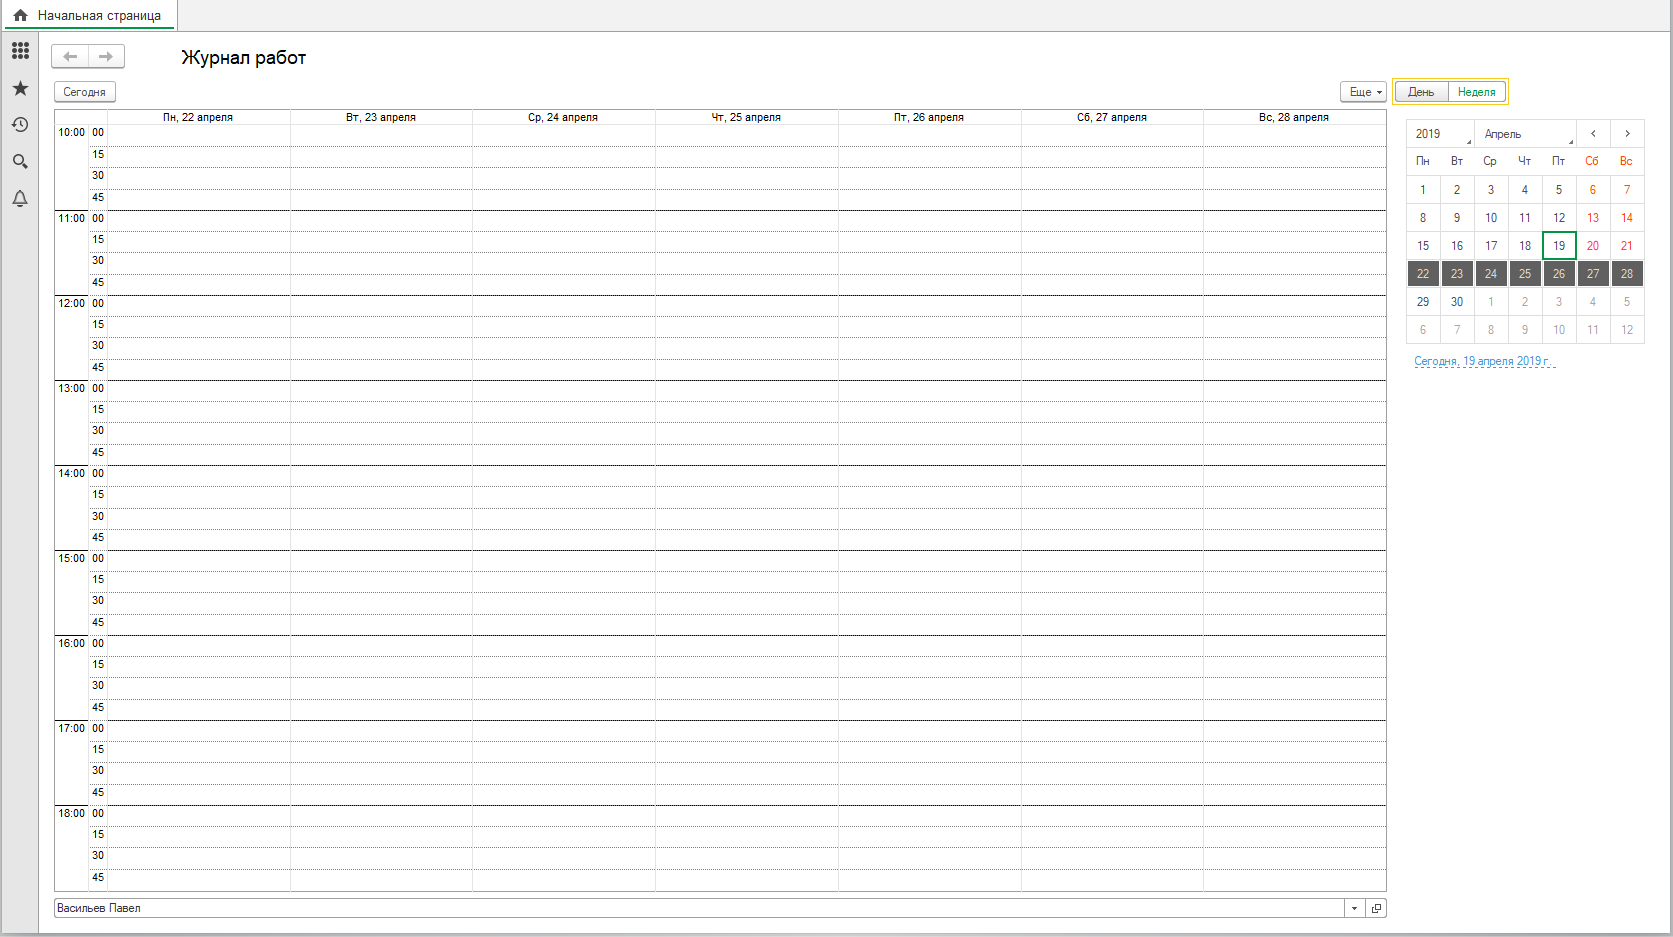 Начальная страница
Журнал работ
Сегодня
Еще
День Неделя
Пн, 22 апреля Вт, 23 апреля Ср, 24 апреля Чт, 25 апреля Пт, 26 апреля Сб, 27 апреля Вс, 28 апреля
10:00 00
15
30
45
11:00 00
15
30
45
12:00 00
15
30
45
13:00 00
15
30
45
14:00 00
15
30
45
15:00 00
15
30
45
16:00 00
15
30
45
17:00 00
15
30
45
18:00 00
15
30
45
Васильев Павел
2019 Апрель
Пн Вт Ср Чт Пт Сб Вс
1 2 3 4 5 6 7
8 9 10 11 12 13 14
15 16 17 18 19 20 21
22 23 24 25 26 27 28
29 30 1 2 3 4 5
6 7 8 9 10 11 12
Сегодня, 19 апреля 2019 г.